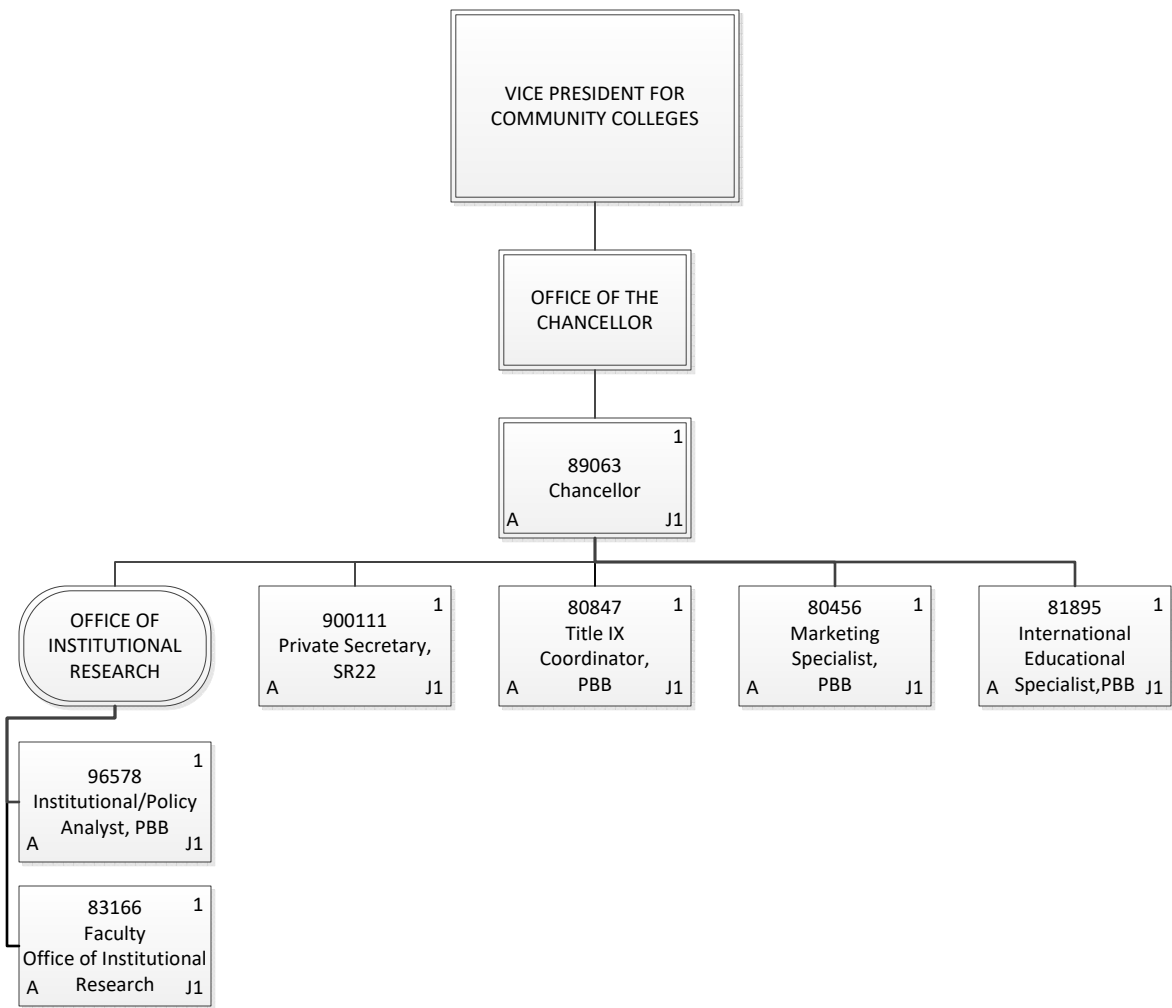 VICE PRESIDENT FOR
COMMUNITY COLLEGES
OFFICE OF THE
CHANCELLOR
1
89063
Chancellor
A J1
OFFICE OF
INSTITUTIONAL
RESEARCH
900111 1
Private Secretary,
SR22
A J1
80847 1
Title IX
Coordinator,
PBB
A J1
80456 1
Marketing
Specialist,
PBB
A J1
81895 1
International
Educational
Specialist,PBB
A J1
1
96578
Institutional/Policy
Analyst, PBB
A J1
83166 1
Faculty
Office of Institutional
Research
A J1